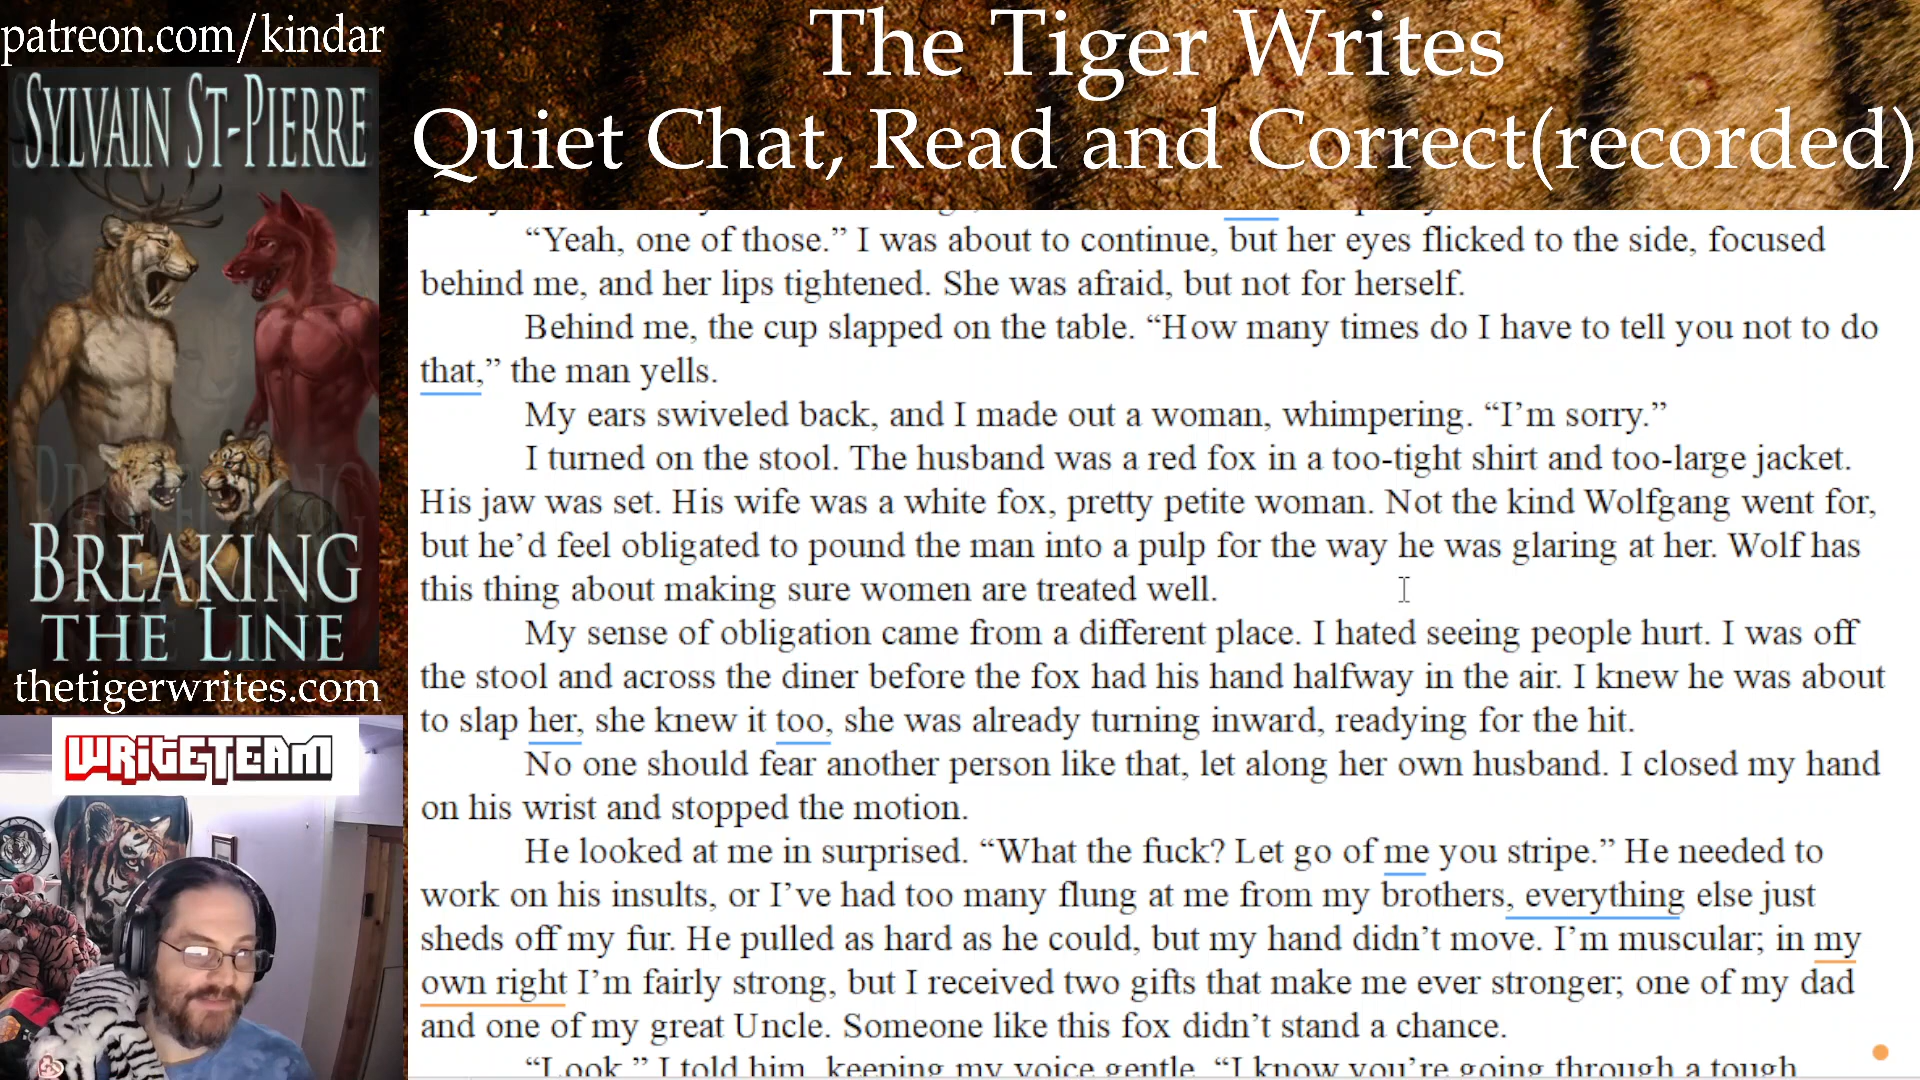 patreon.com/kindar
SYLVAIN ST-PIERRE
BREAKING
THE LINE
thetigerwrites.com
WRITETEAM
The Tiger Writes
Quiet Chat, Read and Correct(recorded)
“Yeah, one of those.” I was about to continue, but her eyes flicked to the side, focused
behind me, and her lips tightened. She was afraid, but not for herself.
Behind me, the cup slapped on the table. “How many times do I have to tell you not to do
that,” the man yells.
My ears swiveled back, and I made out a woman, whimpering. “I’m sorry.”
I turned on the stool. The husband was a red fox in a too-tight shirt and too-large jacket.
His jaw was set. His wife was a white fox, pretty petite woman. Not the kind Wolfgang went for,
but he’d feel obligated to pound the man into a pulp for the way he was glaring at her. Wolf has
this thing about making sure women are treated well.
My sense of obligation came from a different place. I hated seeing people hurt. I was off
the stool and across the diner before the fox had his hand halfway in the air. I knew he was about
to slap her, she knew it too, she was already turning inward, readying for the hit.
No one should fear another person like that, let along her own husband. I closed my hand
on his wrist and stopped the motion.
He looked at me in surprised. “What the fuck? Let go of me you stripe.” He needed to
work on his insults, or I’ve had too many flung at me from my brothers, everything else just
sheds off my fur. He pulled as hard as he could, but my hand didn’t move. I’m muscular; in my
own right I’m fairly strong, but I received two gifts that make me ever stronger; one of my dad
and one of my great Uncle. Someone like this fox didn’t stand a chance.
“Look,” I told him, keeping my voice gentle. “I know you’re going through a tough